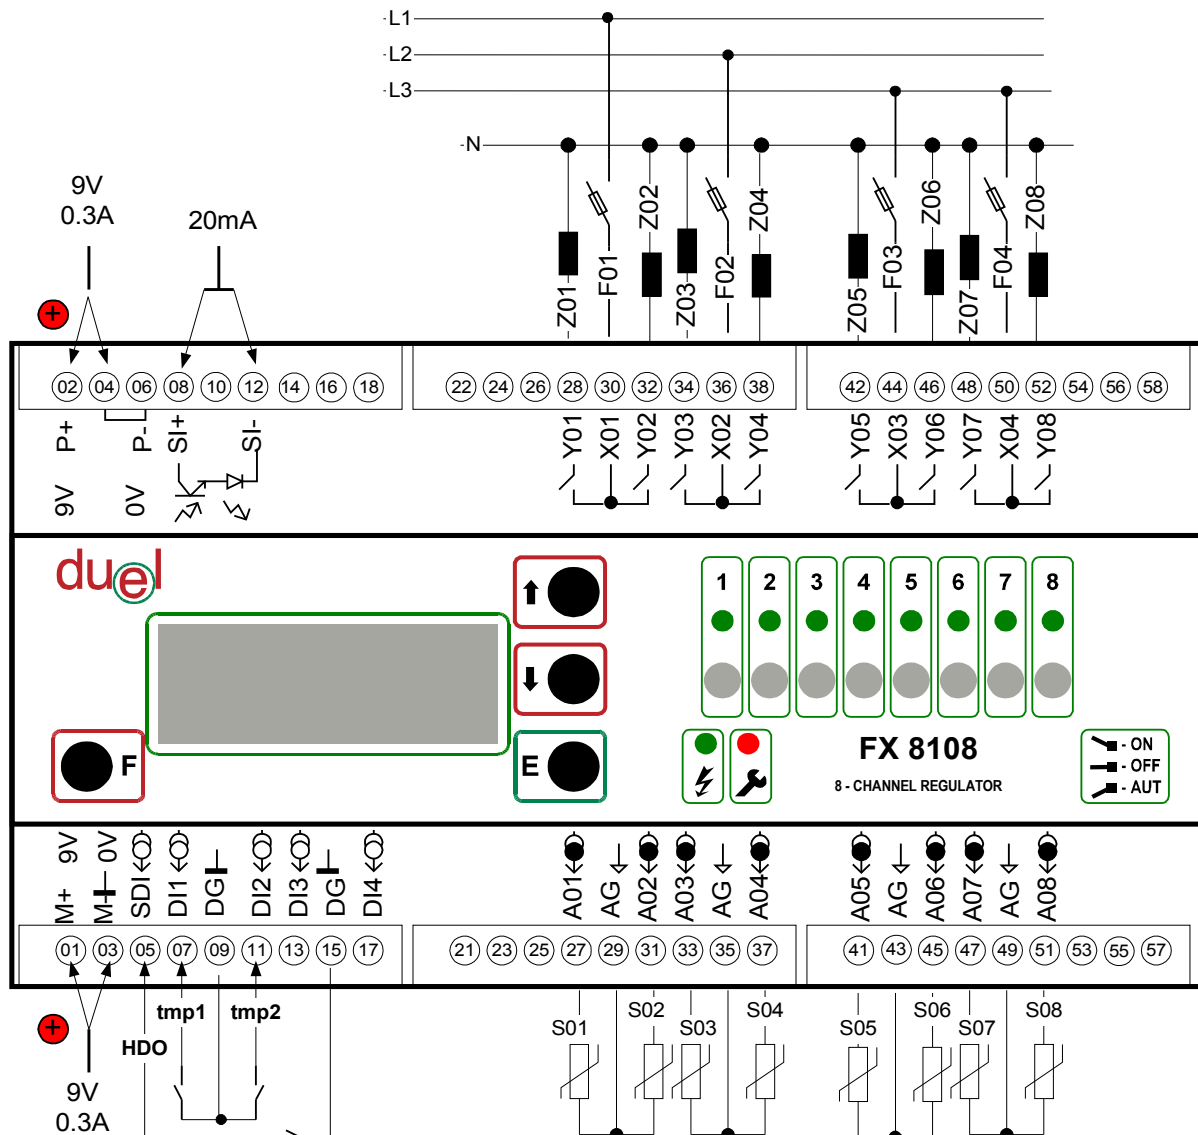 L1
L2
L3
N
9V
0.3A
20mA
Z01
F01
Z02
Z03
F02
Z04
Z05
F03
Z06
Z07
F04
Z08
+
02 04 06 08 10 12 14 16 18
22 24 26 28 30 32 34 36 38
42 44 46 48 50 52 54 56 58
P+ P- SI+ SI-
9V 0V
Y01 X01 Y02 Y03 X02 Y04
Y05 X03 Y06 Y07 X04 Y08
duel
1 2 3 4 5 6 7 8
F
E
FX 8108
8 - CHANNEL REGULATOR
- ON
- OFF
- AUT
9V 0V
M+ M- SDI DI1 DG DI2 DI3 DG DI4
A01 AG A02 A03 AG A04
A05 AG A06 A07 AG A08
01 03 05 07 09 11 13 15 17
21 23 25 27 29 31 33 35 37
41 43 45 47 49 51 53 55 57
+
tmp1 tmp2
HDO
9V
0.3A
S01 S02 S03 S04
S05 S06 S07 S08